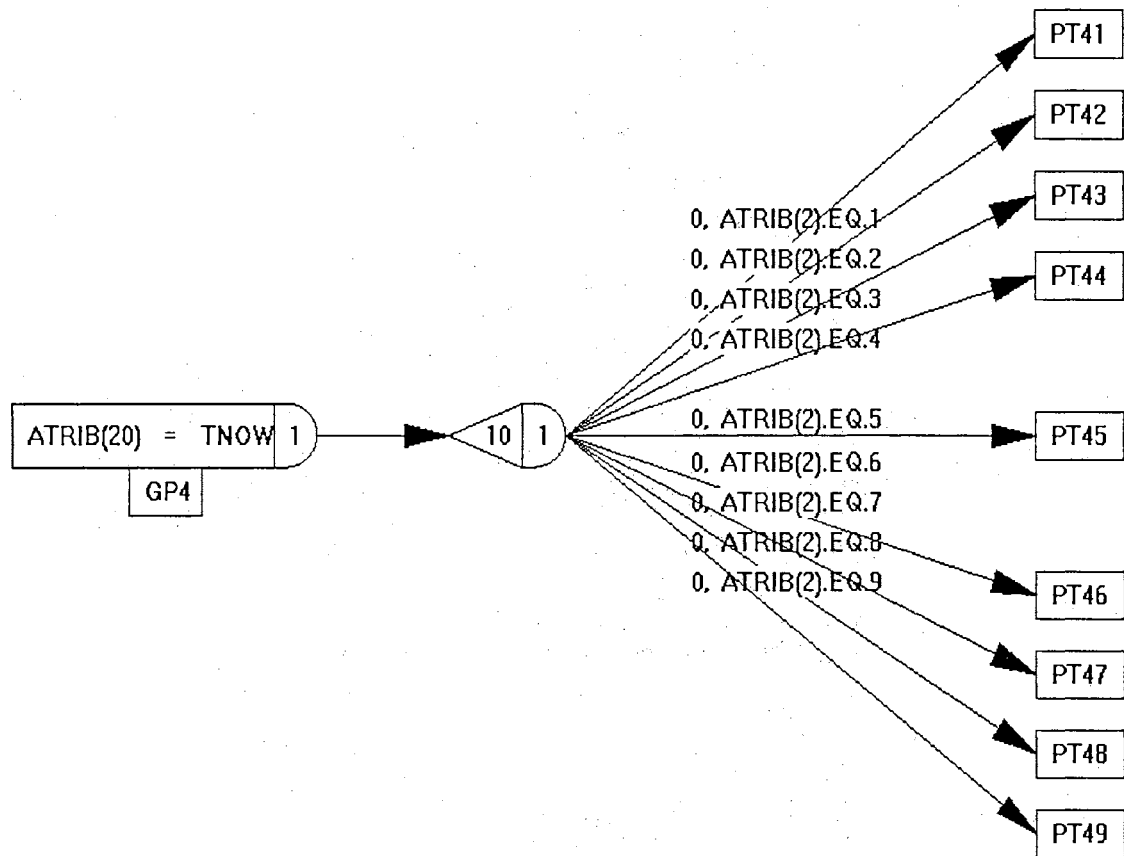 PT41
PT42
PT43
0, ATRIB(2).EQ.1
0, ATRIB(2).EQ.2
PT44
0, ATRIB(2).EQ.3
0, ATRIB(2).EQ.4
0, ATRIB(2).EQ.5
ATRIB(20) = TNOW 1
10 1
PT45
0, ATRIB(2).EQ.6
GP4
0, ATRIB(2).EQ.7
0, ATRIB(2).EQ.8
0, ATRIB(2).EQ.9
PT46
PT47
PT48
PT49